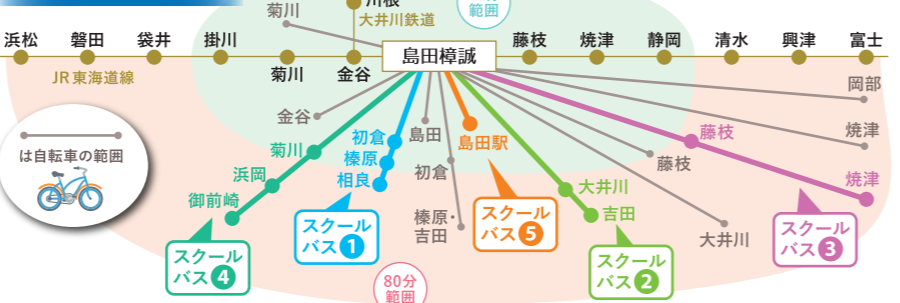 川根
大井川鉄道
菊川
範囲
浜松
磐田
袋井
掛川
菊川
金谷
島田樟誠
藤枝
焼津
静岡
清水
興津
富士
JR東海道線
は自転車の範囲
金谷
菊川
浜岡
御前崎
スクール
バス4
初倉
榛原
相良
スクール
バス1
島田
初倉
榛原・
吉田
島田駅
スクール
バス5
大井川
吉田
スクール
バス2
藤枝
大井川
藤枝
焼津
スクール
バス3
岡部
焼津
80分
範囲